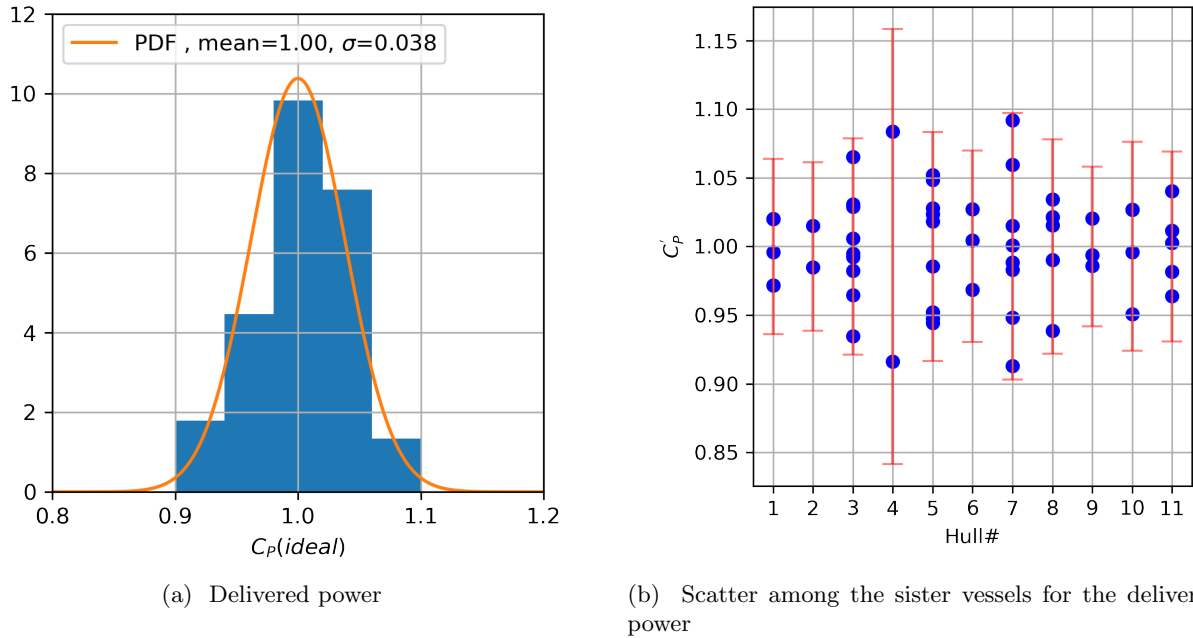 12
10
8
6
4
2
0
PDF , mean=1.00, σ=0.038
0.8 0.9 1.0 1.1 1.2
C_P(ideal)
(a) Delivered power
1.15
1.10
1.05
1.00
0.95
0.90
0.85
C_P'
1 2 3 4 5 6 7 8 9 10 11
Hull#
(b) Scatter among the sister vessels for the deliver
power